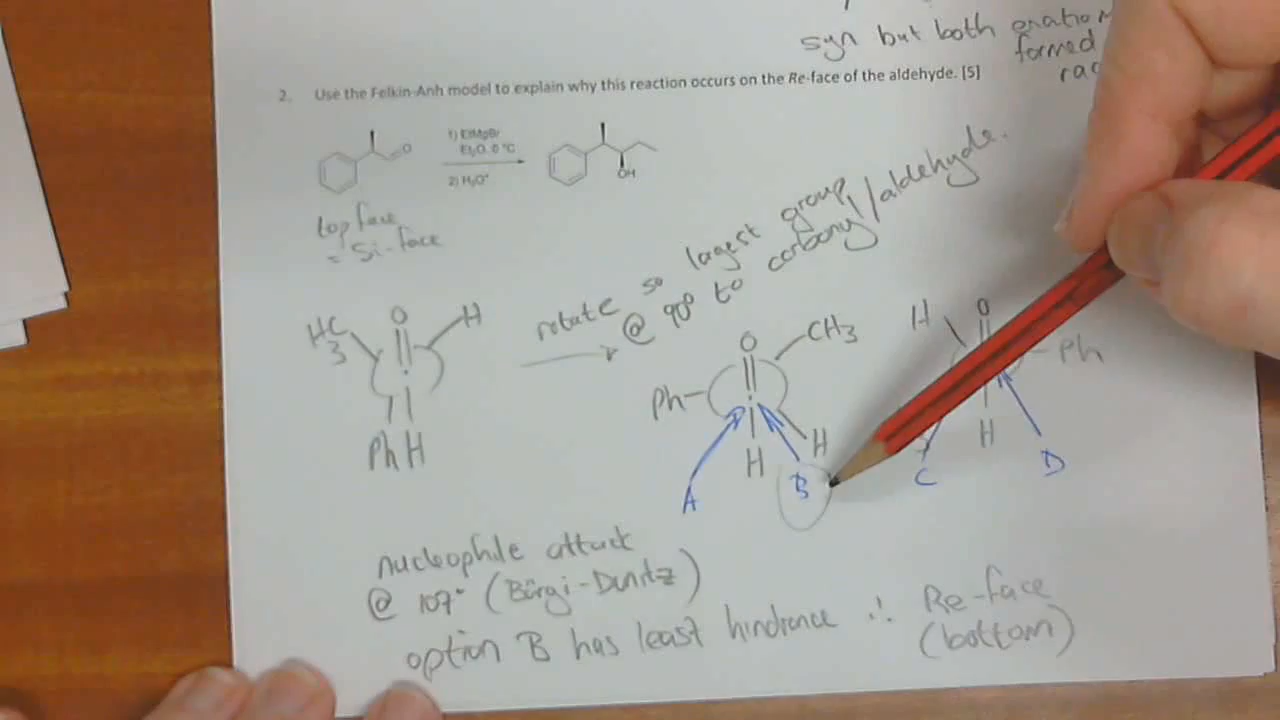 syn but both
formed
2. Use the Felkin-Anh model to explain why this reaction occurs on the Re-face of the aldehyde. [5]
1) EtMgBr
Et₂O, 0 °C
2) H₃O⁺
O
OH
top face
= Si-face
rotate so largest group
@ 90° to carbonyl/aldehyde.
H₃C O H
Ph H
Ph O CH3
H H
A B
H O Ph
H
C D
nucleophile attack
@ 107° (Bürgi-Dunitz)
option B has least hindrance ∴ Re-face
(bottom)